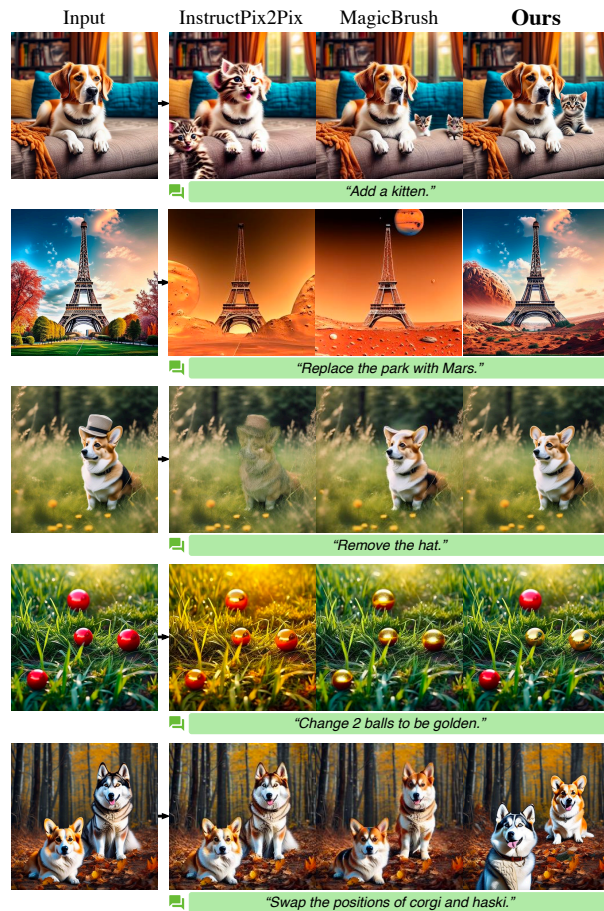 Input InstructPix2Pix MagicBrush Ours
“Add a kitten.”
“Replace the park with Mars.”
“Remove the hat.”
“Change 2 balls to be golden.”
“Swap the positions of corgi and haski.”